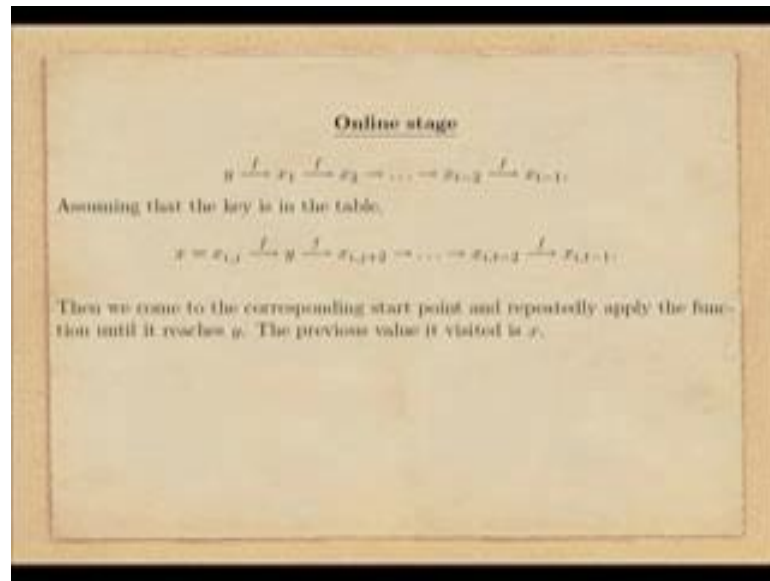 Online stage
y →f x₁ →f x₂ → … → xₜ₋₂ →f xₜ₋₁.
Assuming that the key is in the table,
x = xᵢ,ⱼ →f y →f xᵢ,ⱼ₊₂ → … → xᵢ,ₜ₋₂ →f xᵢ,ₜ₋₁.
Then we come to the corresponding start point and repeatedly apply the func-
tion until it reaches y. The previous value it visited is x.